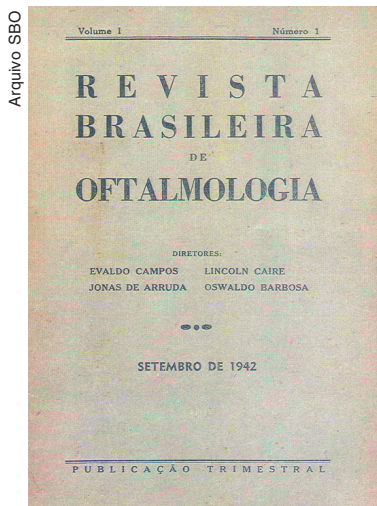 Arquivo SBO
Volume I Número 1
REVISTA
BRASILEIRA
DE
OFTALMOLOGIA
DIRETORES:
EVALDO CAMPOS LINCOLN CAIRE
JONAS DE ARRUDA OSWALDO BARBOSA
SETEMBRO DE 1942
PUBLICAÇÃO TRIMESTRAL